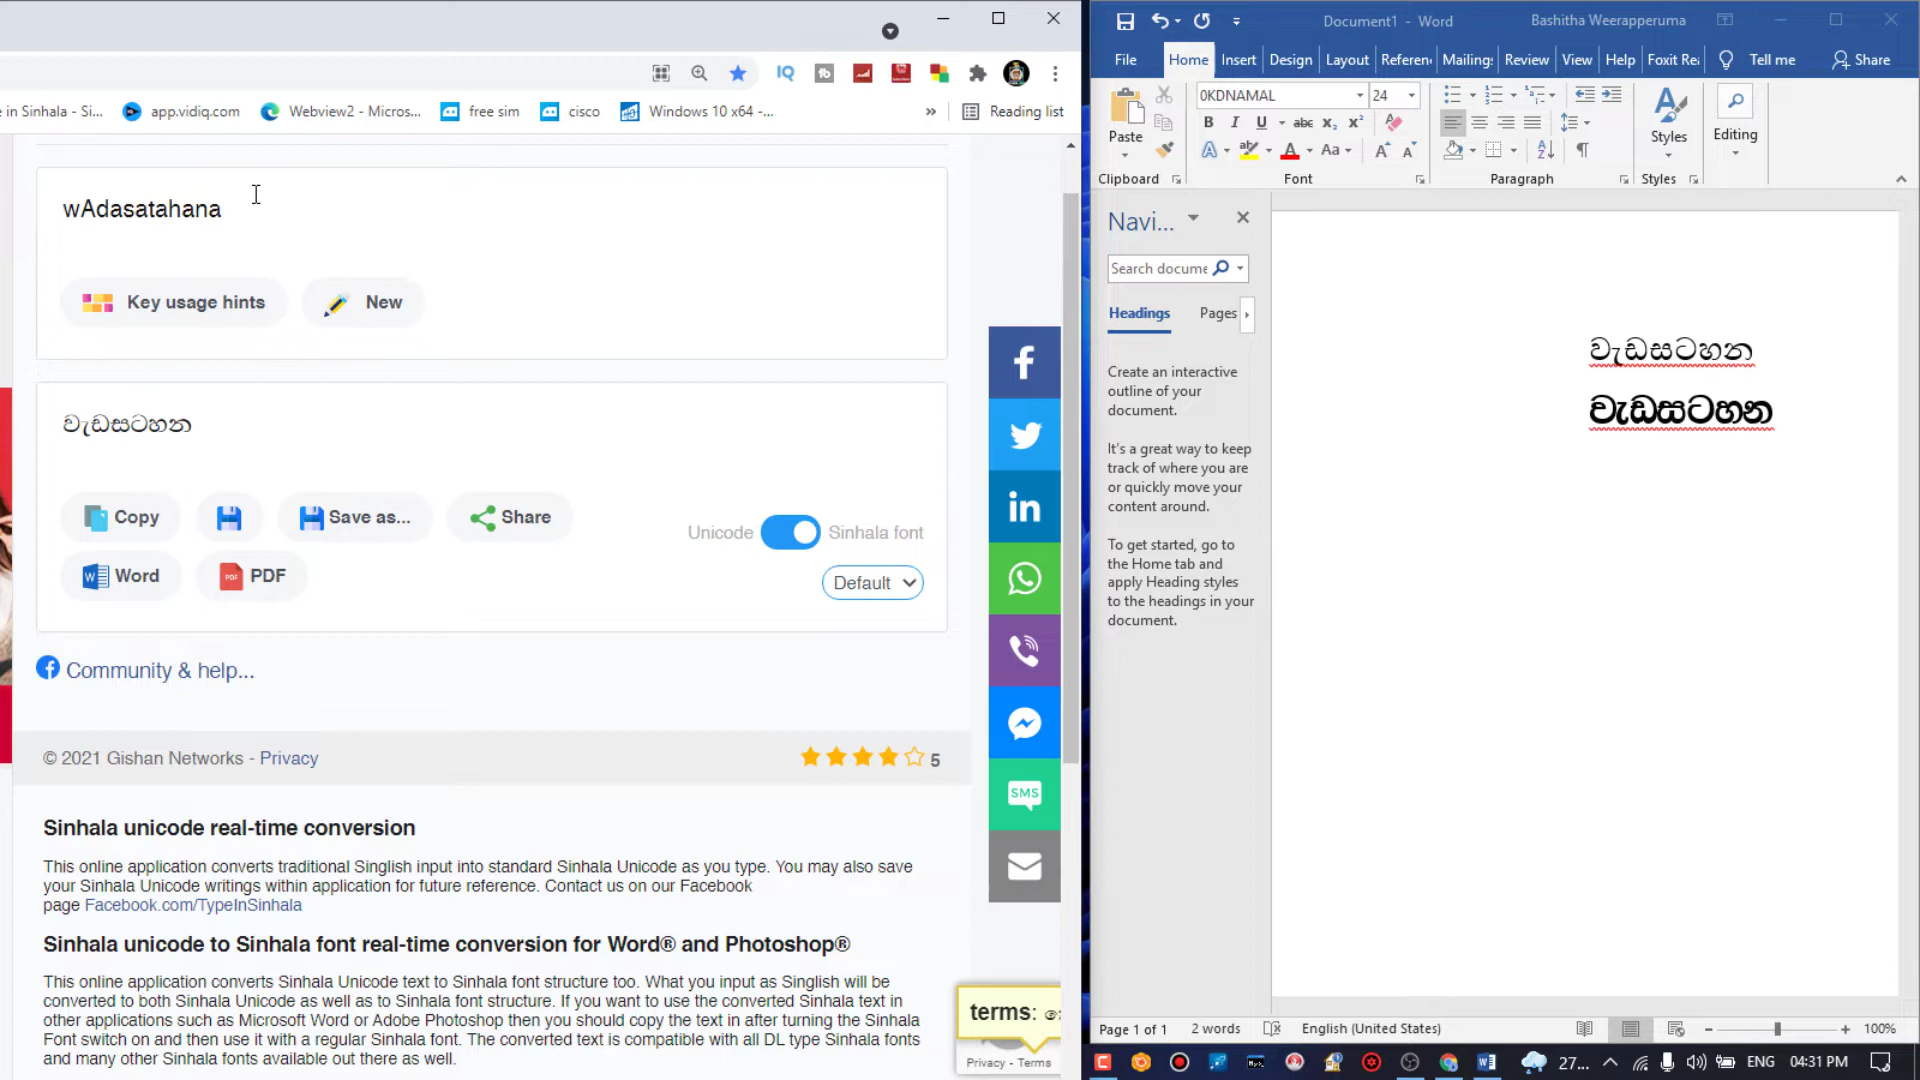 Document1 - Word
Bashitha Weerapperuma
File Home Insert Design Layout Referen Mailing Review View Help Foxit Re Tell me Share
e in Sinhala - Si...
app.vidiq.com
Webview2 - Micros...
free sim
cisco
Windows 10 x64 -...
»
Reading list
wAdasatahana
Key usage hints
New
වැඩසටහන
Copy
Save as...
Share
Word
PDF
Unicode
Sinhala font
Default
SMS
Community & help...
© 2021 Gishan Networks - Privacy
5
Sinhala unicode real-time conversion
This online application converts traditional Singlish input into standard Sinhala Unicode as you type. You may also save
your Sinhala Unicode writings within application for future reference. Contact us on our Facebook
page Facebook.com/TypeInSinhala
Sinhala unicode to Sinhala font real-time conversion for Word® and Photoshop®
This online application converts Sinhala Unicode text to Sinhala font structure too. What you input as Singlish will be
converted to both Sinhala Unicode as well as to Sinhala font structure. If you want to use the converted Sinhala text in
other applications such as Microsoft Word or Adobe Photoshop then you should copy the text in after turning the Sinhala
Font switch on and then use it with a regular Sinhala font. The converted text is compatible with all DL type Sinhala fonts
and many other Sinhala fonts available out there as well.
terms:
Privacy - Terms
Paste
0KDNAMAL
24
B I U abc x₂ x²
A Aa A A
Styles
Editing
Clipboard
Font
Paragraph
Styles
Navi...
Search docume
Headings
Pages
Create an interactive
outline of your
document.
It's a great way to keep
track of where you are
or quickly move your
content around.
To get started, go to
the Home tab and
apply Heading styles
to the headings in your
document.
වැඩසටහන
වැඩසටහන
Page 1 of 1
2 words
English (United States)
100%
27...
ENG
04:31 PM